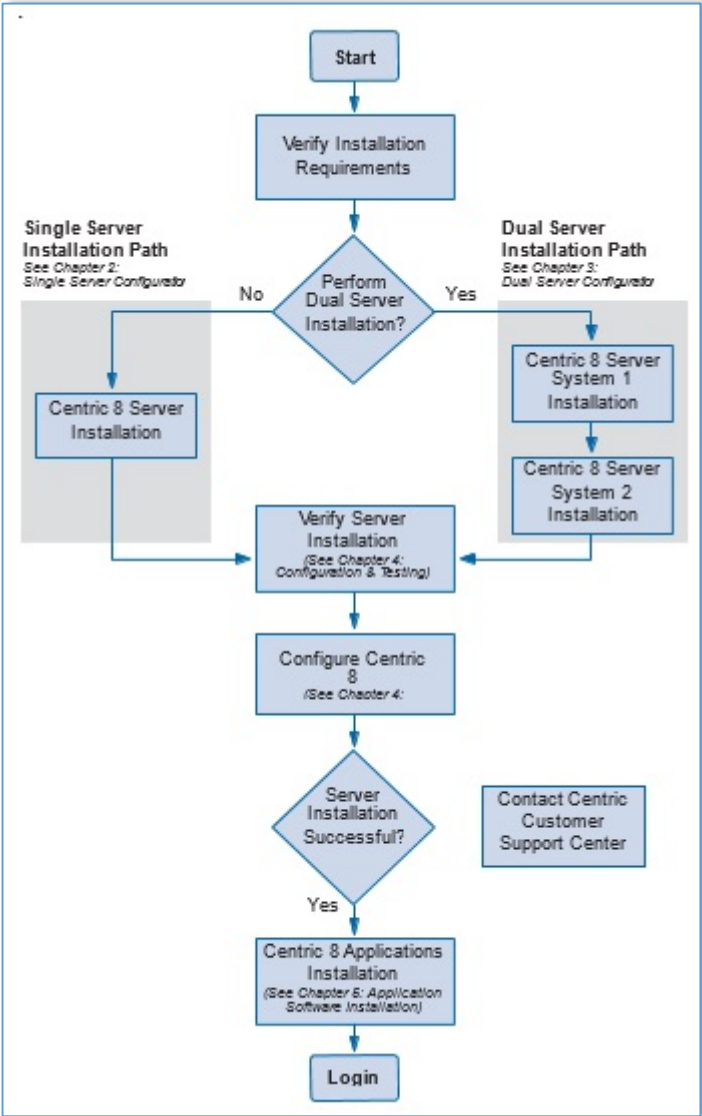 Start
Verify Installation
Requirements
Single Server
Installation Path
See Chapter 2:
Single Server Configuratior
Dual Server
Installation Path
See Chapter 3:
Dual Server Configuratior
Perform
Dual Server
Installation?
No
Yes
Centric 8 Server
Installation
Centric 8 Server
System 1
Installation
Centric 8 Server
System 2
Installation
Verify Server
Installation
(See Chapter 4:
Configuration & Testing)
Configure Centric
8
(See Chapter 4:
Server
Installation
Successful?
Contact Centric
Customer
Support Center
Yes
Centric 8 Applications
Installation
(See Chapter 5: Application
Software Installation)
Login